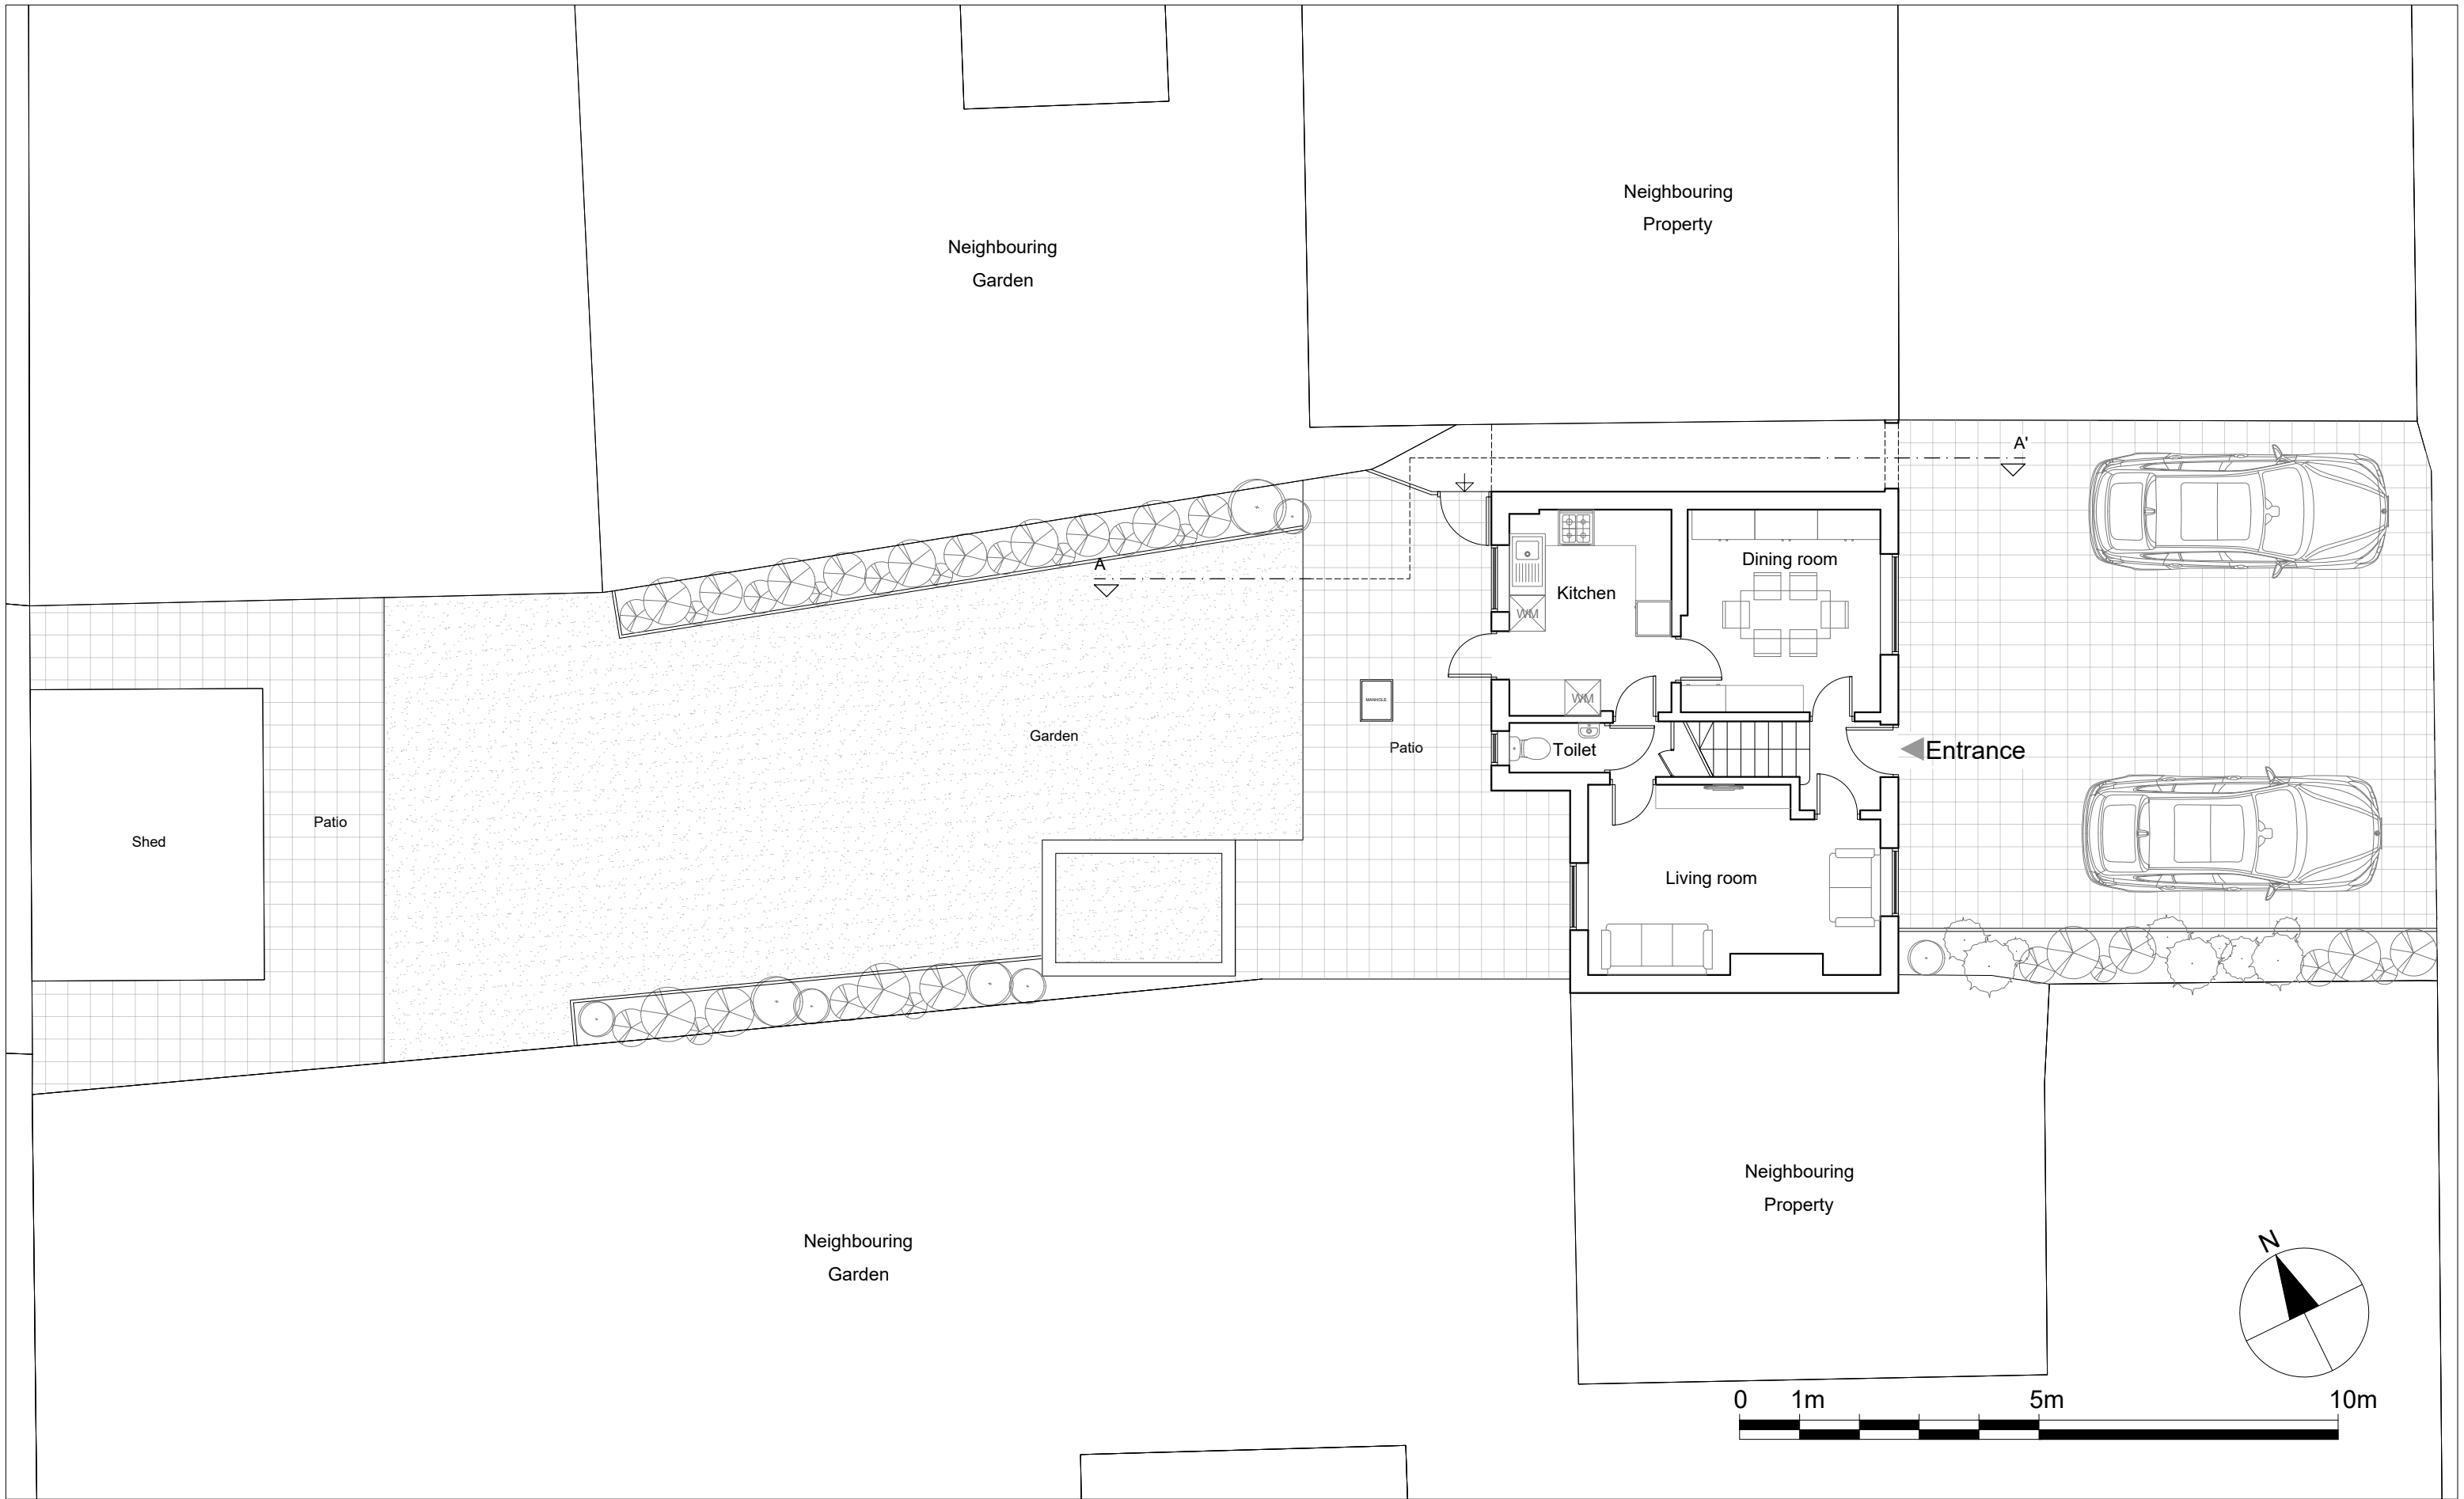 Neighbouring
Property
Neighbouring
Garden
A'
A
Dining room
Kitchen
WM
MANHOLE
WM
Garden
Patio
Toilet
Entrance
Shed
Patio
Living room
Neighbouring
Property
Neighbouring
Garden
N
0 1m 5m 10m